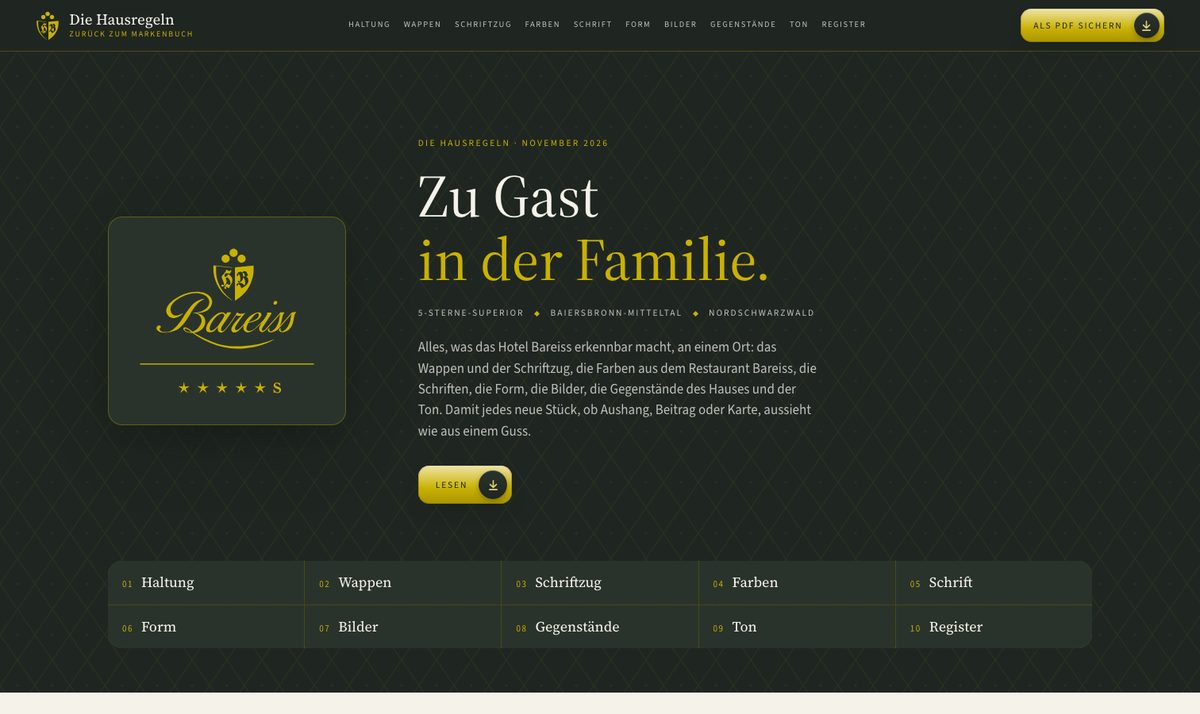 Die Hausregeln
ZURÜCK ZUM MARKENBUCH
HALTUNG WAPPEN SCHRIFTZUG FARBEN SCHRIFT FORM BILDER GEGENSTÄNDE TON REGISTER
ALS PDF SICHERN
DIE HAUSREGELN · NOVEMBER 2026
Zu Gast
in der Familie.
5-STERNE-SUPERIOR ◆ BAIERSBRONN-MITTELTAL ◆ NORDSCHWARZWALD
Alles, was das Hotel Bareiss erkennbar macht, an einem Ort: das
Wappen und der Schriftzug, die Farben aus dem Restaurant Bareiss, die
Schriften, die Form, die Bilder, die Gegenstände des Hauses und der
Ton. Damit jedes neue Stück, ob Aushang, Beitrag oder Karte, aussieht
wie aus einem Guss.
LESEN
HB
Bareiss
★ ★ ★ ★ ★ S
01 Haltung
02 Wappen
03 Schriftzug
04 Farben
05 Schrift
06 Form
07 Bilder
08 Gegenstände
09 Ton
10 Register